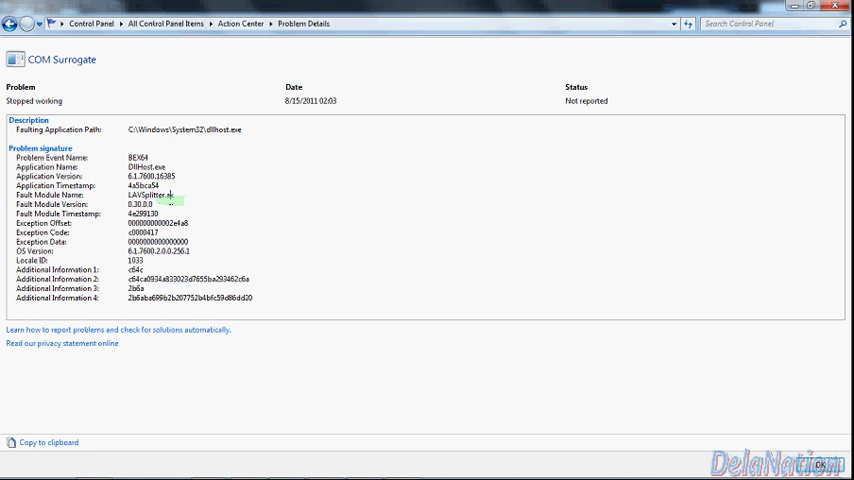 Control Panel ▸ All Control Panel Items ▸ Action Center ▸ Problem Details
Search Control Panel
COM Surrogate
Problem Date Status
Stopped working 8/15/2011 02:03 Not reported
Description
Faulting Application Path: C:\Windows\System32\dllhost.exe
Problem signature
Problem Event Name: BEX64
Application Name: DllHost.exe
Application Version: 6.1.7600.16385
Application Timestamp: 4a5bca54
Fault Module Name: LAVSplitter.ax
Fault Module Version: 0.30.0.0
Fault Module Timestamp: 4e299130
Exception Offset: 000000000002e4a8
Exception Code: c0000417
Exception Data: 0000000000000000
OS Version: 6.1.7600.2.0.0.256.1
Locale ID: 1033
Additional Information 1: c64c
Additional Information 2: c64ca0934a833023d7655ba293462c6a
Additional Information 3: 2b6a
Additional Information 4: 2b6aba699b2b207752b4bfc59d86dd20
Learn how to report problems and check for solutions automatically.
Read our privacy statement online
Copy to clipboard
OK
DelaNation